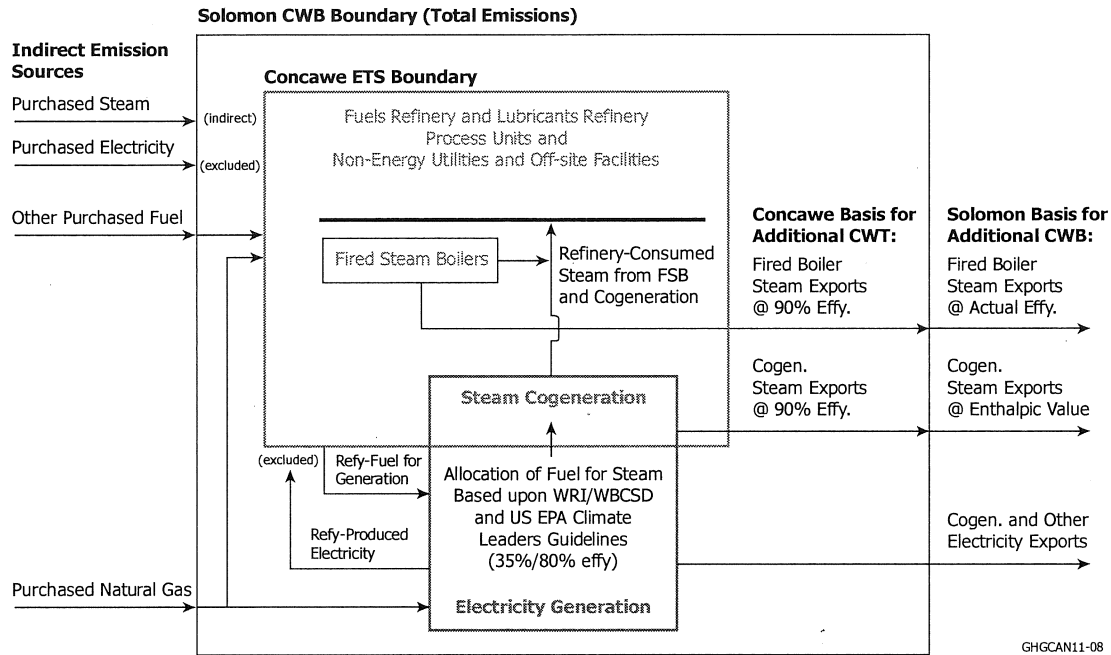 Solomon CWB Boundary (Total Emissions)
Indirect Emission
Sources
Concawe ETS Boundary
Purchased Steam
(indirect)
Purchased Electricity
(excluded)
Other Purchased Fuel
Fuels Refinery and Lubricants Refinery
Process Units and
Non-Energy Utilities and Off-site Facilities
Fired Steam Boilers
Refinery-Consumed
Steam from FSB
and Cogeneration
Concawe Basis for
Additional CWT:
Fired Boiler
Steam Exports
@ 90% Effy.
Cogen.
Steam Exports
@ 90% Effy.
Solomon Basis for
Additional CWB:
Fired Boiler
Steam Exports
@ Actual Effy.
Cogen.
Steam Exports
@ Enthalpic Value
Steam Cogeneration
(excluded)
Refy-Fuel for
Generation
Refy-Produced
Electricity
Allocation of Fuel for Steam
Based upon WRI/WBCSD
and US EPA Climate
Leaders Guidelines
(35%/80% effy)
Cogen. and Other
Electricity Exports
Purchased Natural Gas
Electricity Generation
GHGCAN11-08